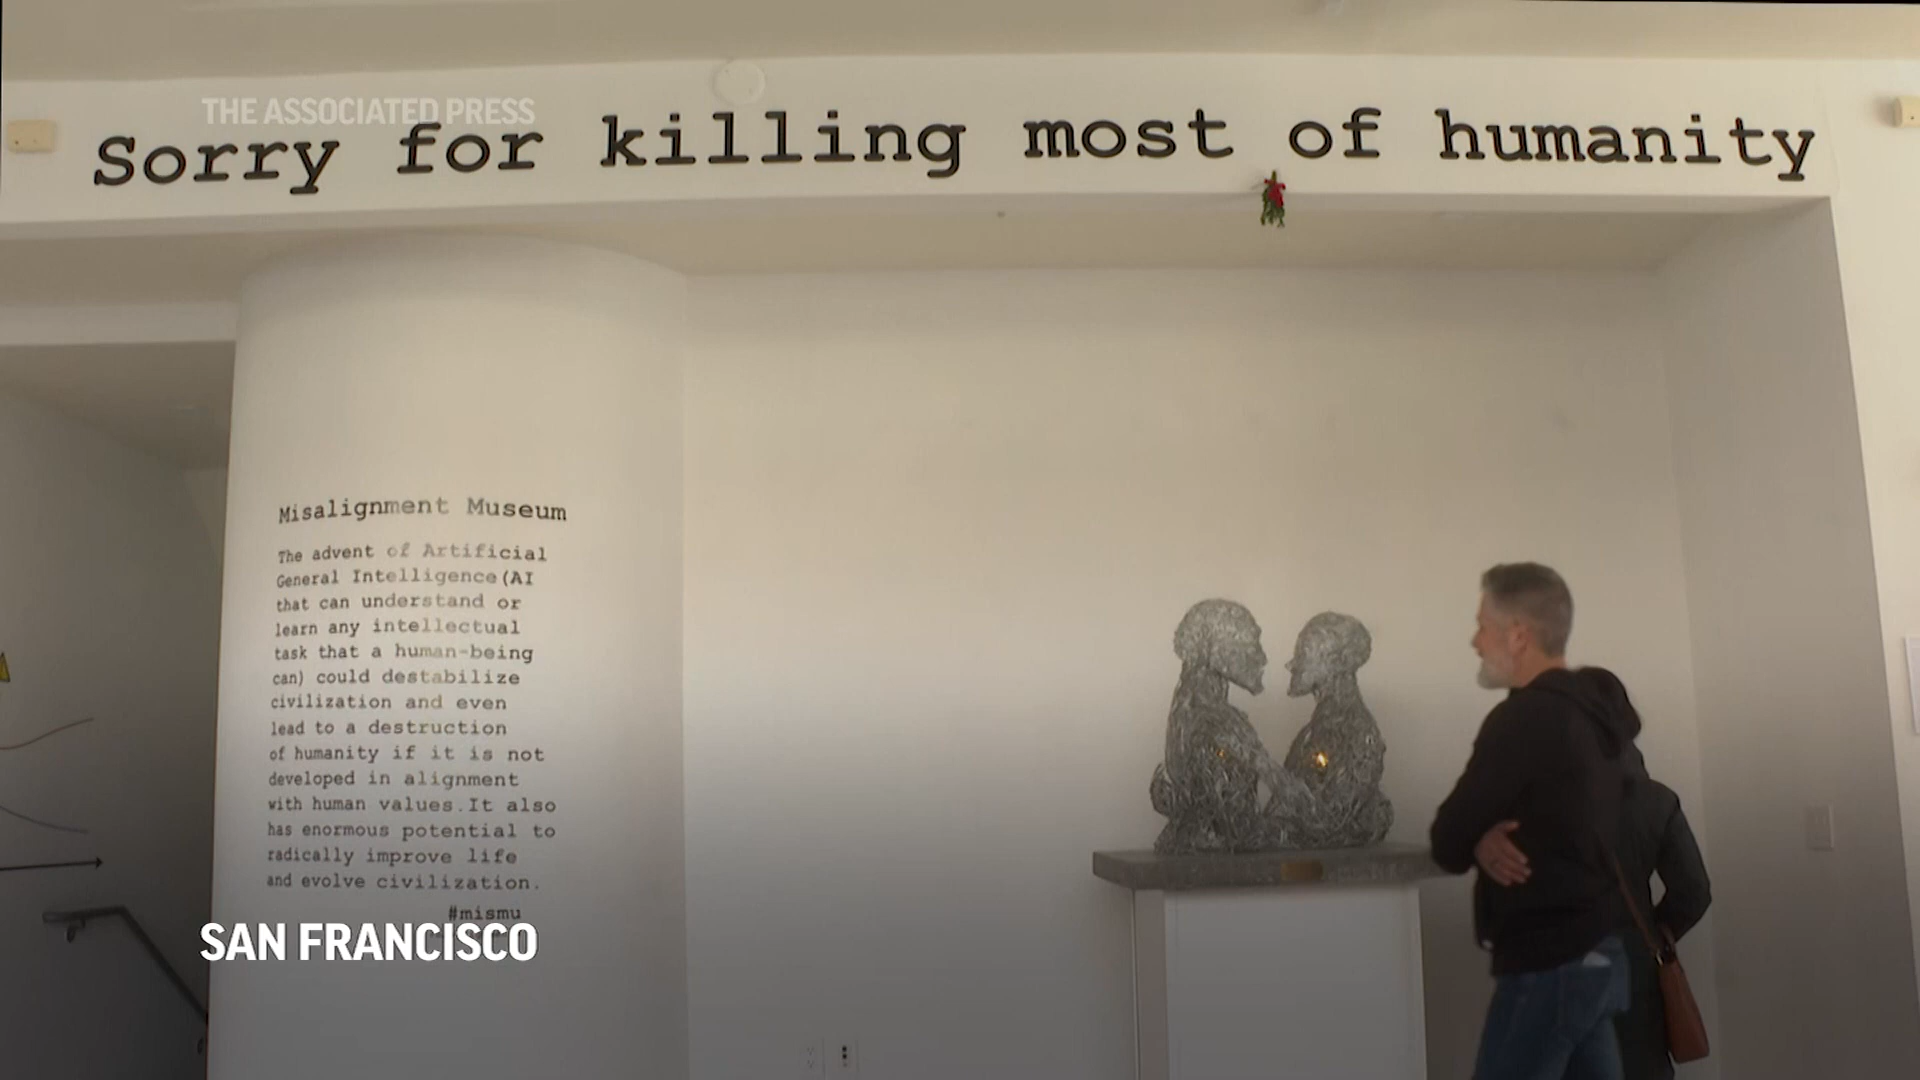 THE ASSOCIATED PRESS
Sorry for killing most of humanity
Misalignment Museum
The advent of Artificial
General Intelligence(AI
that can understand or
learn any intellectual
task that a human-being
can) could destabilize
civilization and even
lead to a destruction
of humanity if it is not
developed in alignment
with human values.It also
has enormous potential to
radically improve life
and evolve civilization.
#mismu
SAN FRANCISCO